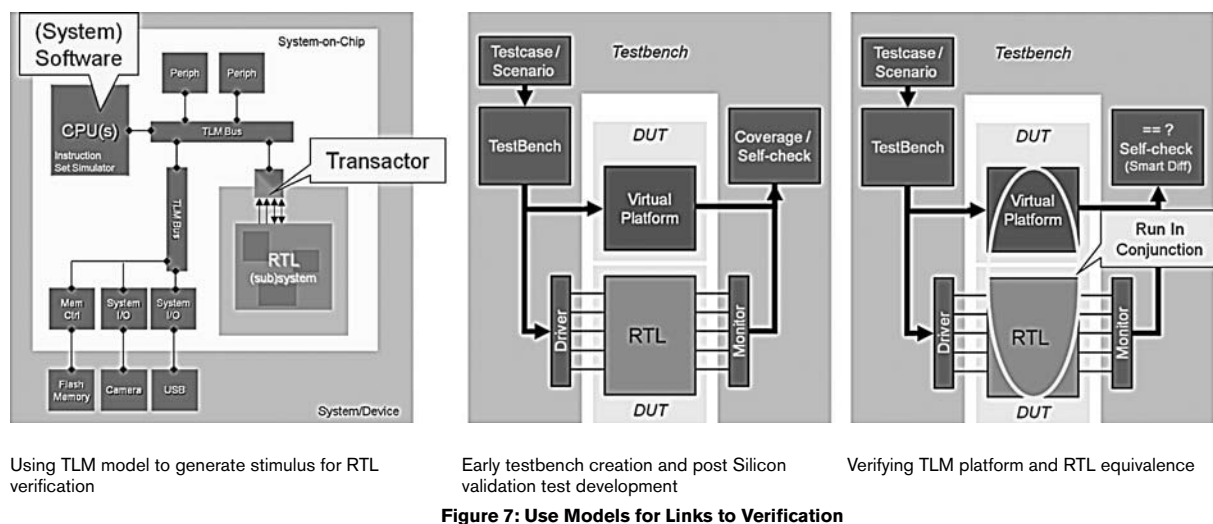 (System)
Software
System-on-Chip
Periph
Periph
CPU(s)
Instruction
Set Simulator
TLM Bus
Transactor
TLM Bus
RTL
(sub)system
Mem
Ctrl
System
I/O
System
I/O
Flash
Memory
Camera
USB
System/Device
Using TLM model to generate stimulus for RTL
verification
Testcase /
Scenario
Testbench
TestBench
DUT
Coverage /
Self-check
Virtual
Platform
Driver
RTL
Monitor
DUT
Early testbench creation and post Silicon
validation test development
Testcase /
Scenario
Testbench
TestBench
DUT
== ?
Self-check
(Smart Diff)
Virtual
Platform
Run In
Conjunction
Driver
RTL
Monitor
DUT
Verifying TLM platform and RTL equivalence
Figure 7: Use Models for Links to Verification